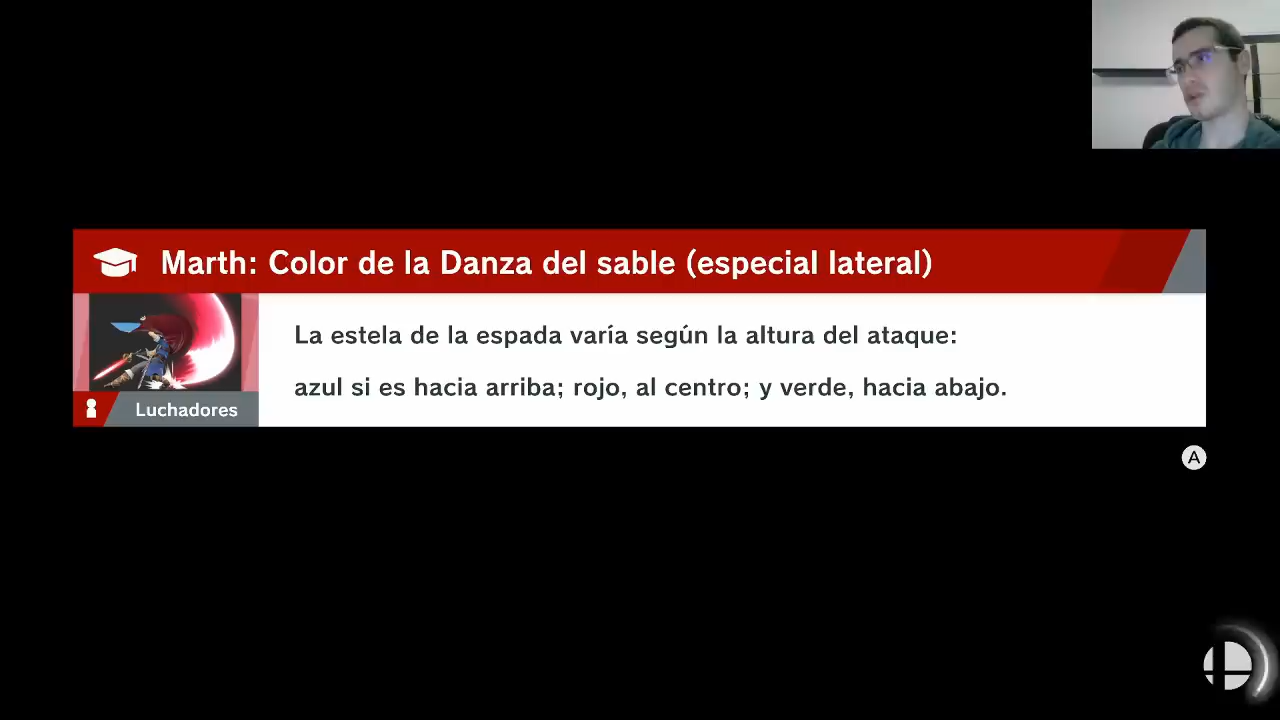 Marth: Color de la Danza del sable (especial lateral)
La estela de la espada varía según la altura del ataque:
azul si es hacia arriba; rojo, al centro; y verde, hacia abajo.
Luchadores
A